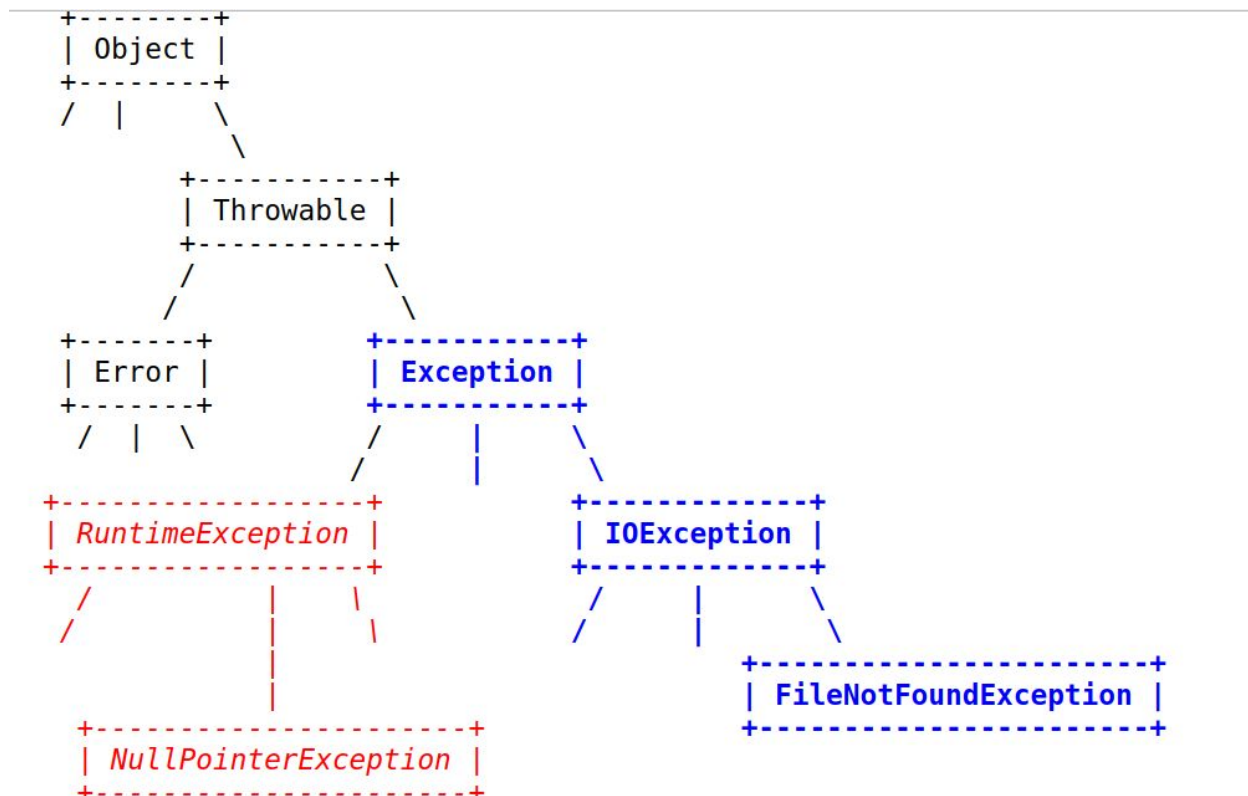 +--------+
| Object |
+--------+
/  |     \
          \
       +-----------+
       | Throwable |
       +-----------+
       /           \
      /             \
+-------+         +-----------+
| Error |         | Exception |
+-------+         +-----------+
 /  |  \          /     |     \
                 /      |      \
+------------------+           +-------------+
| RuntimeException |           | IOException |
+------------------+           +-------------+
  /          |    \             /     |      \
 /           |     \           /      |       \
             |                           +-----------------------+
             |                           | FileNotFoundException |
  +----------------------+               +-----------------------+
  | NullPointerException |
  +----------------------+